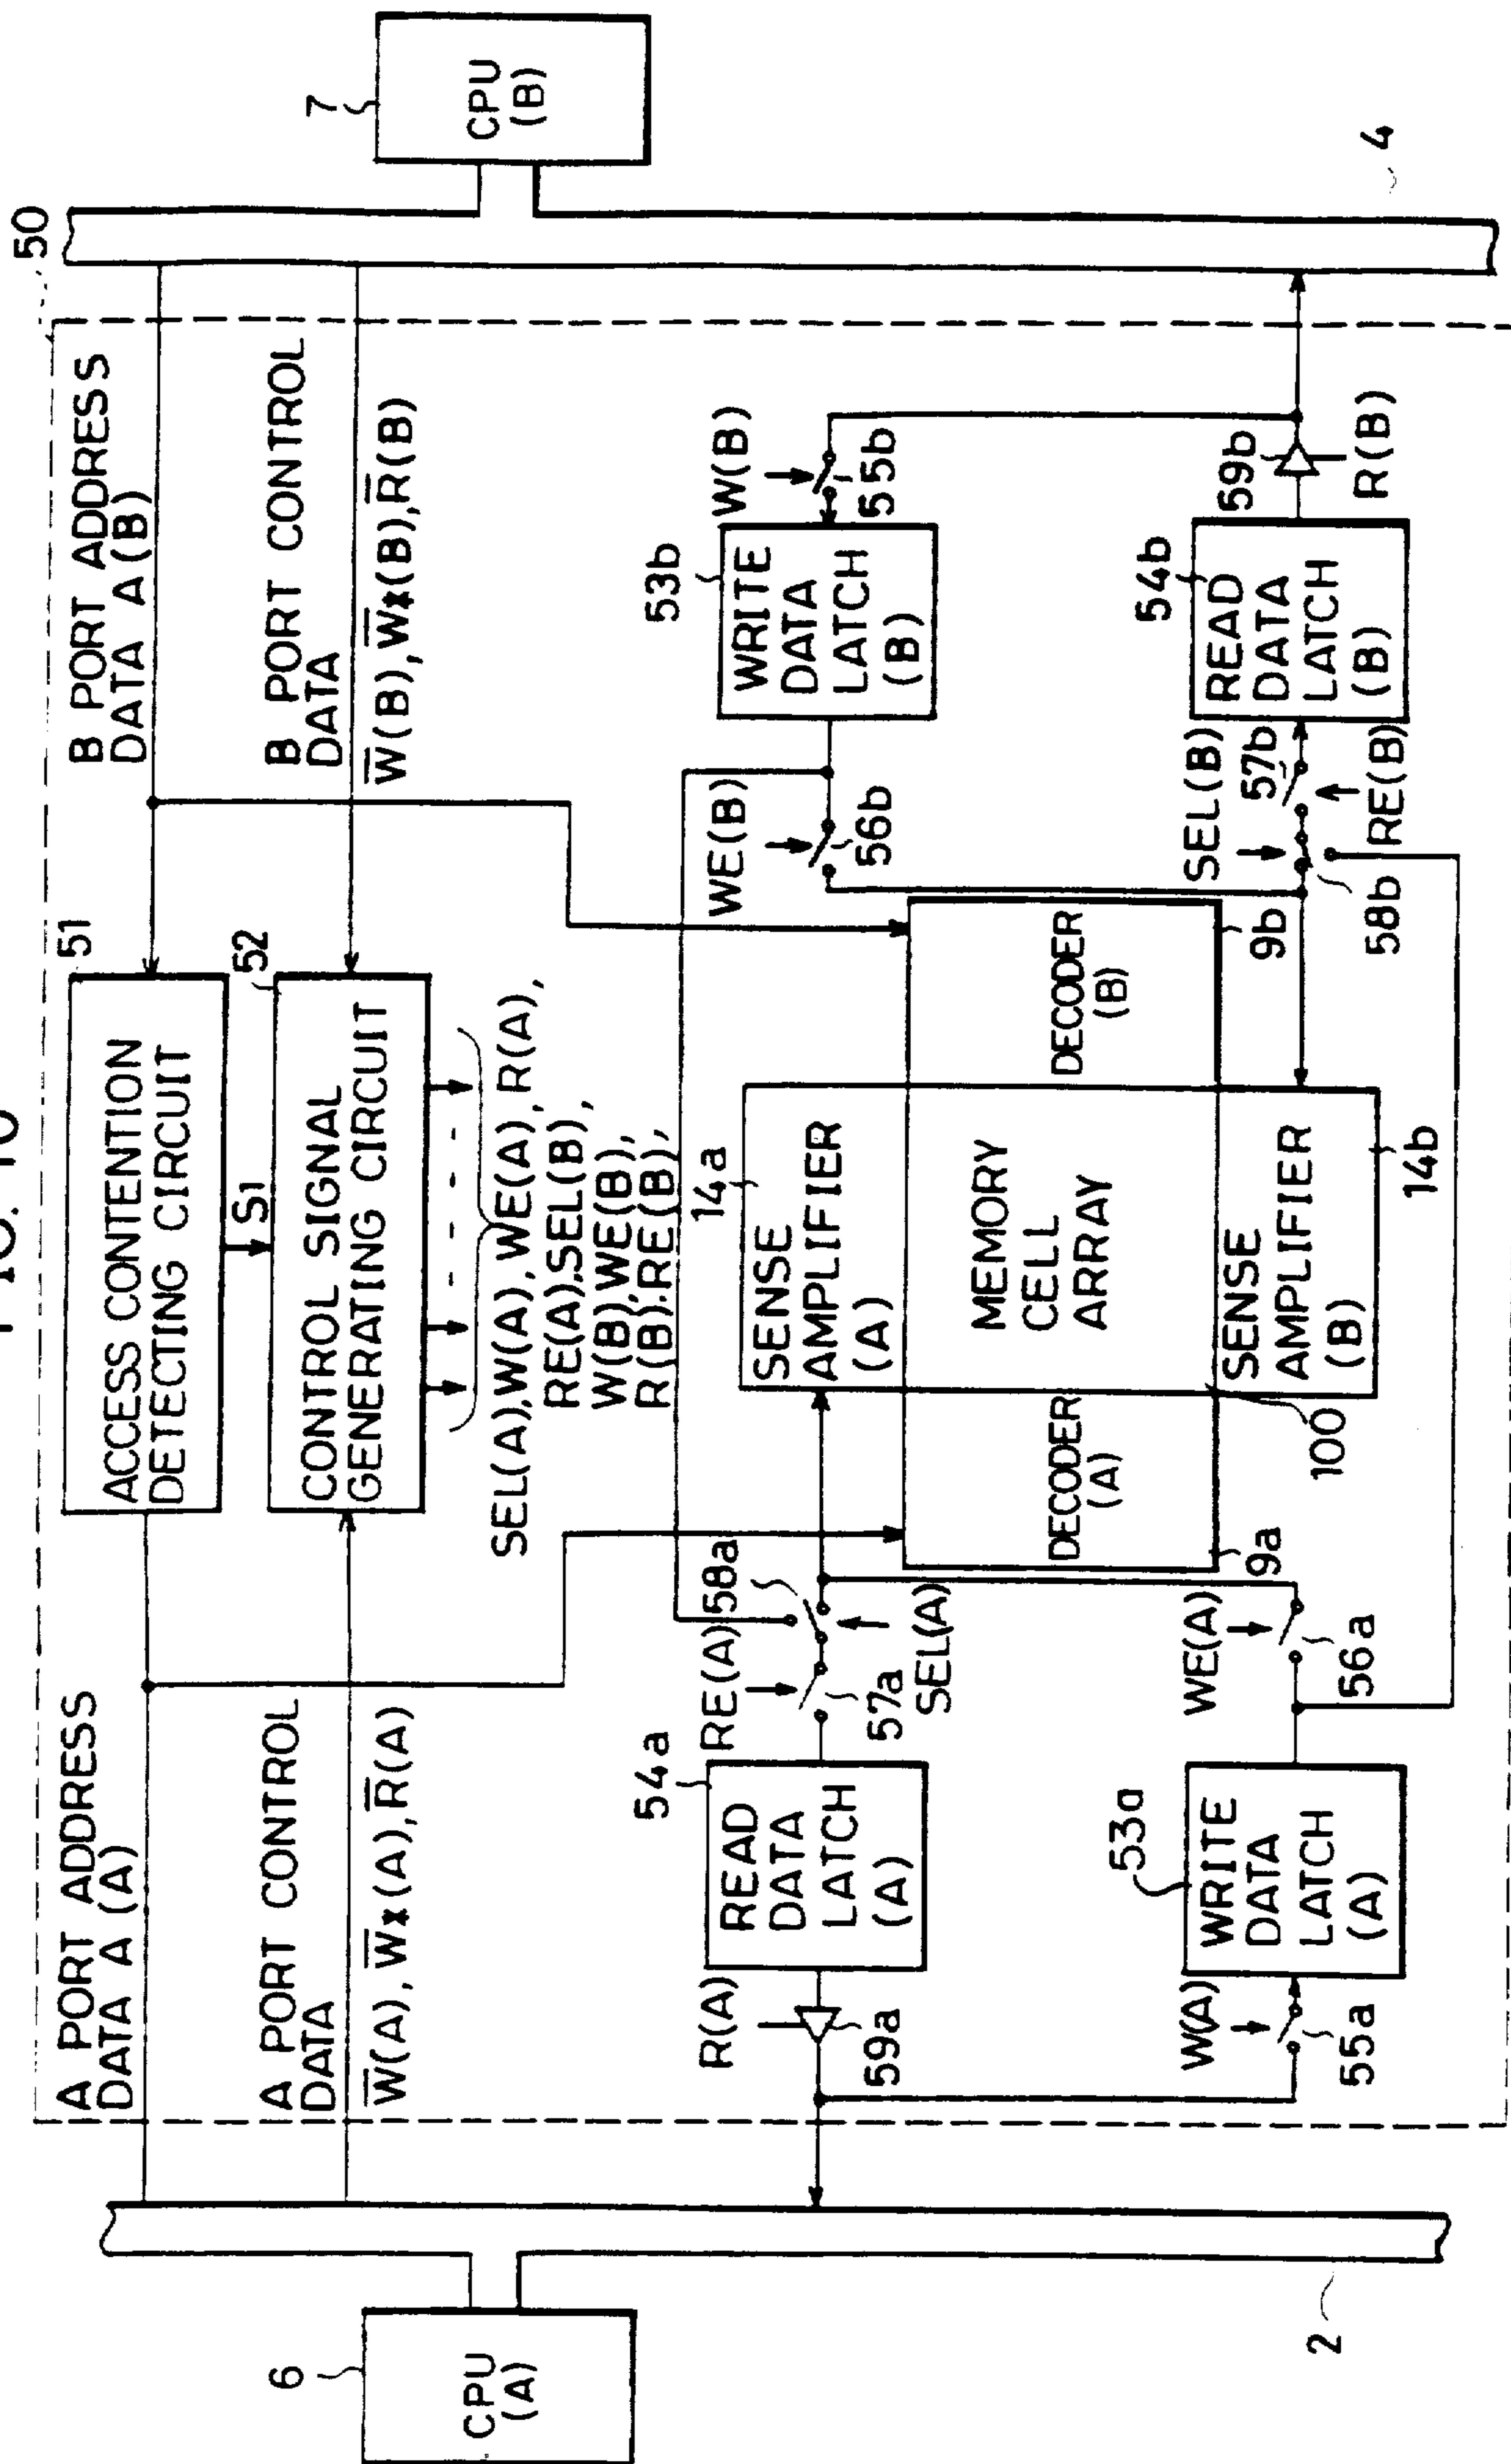 50
A PORT ADDRESS
DATA A (A)
B PORT ADDRESS
DATA A(B)
51
ACCESS CONTENTION
DETECTING CIRCUIT
S1
A PORT CONTROL
DATA
W̅(A), W̅*(A), R̅(A)
B PORT CONTROL
DATA
W̅(B), W̅*(B), R̅(B)
52
CONTROL SIGNAL
GENERATING CIRCUIT
SEL(A),W(A),WE(A),R(A),
RE(A),SEL(B),
W(B),WE(B),
R(B),RE(B),
6
CPU
(A)
7
CPU
(B)
2
4
54a
READ
DATA
LATCH
(A)
R(A)
59a
RE(A)
57a
58a
SEL(A)
53a
WRITE
DATA
LATCH
(A)
W(A)
55a
WE(A)
56a
14a
SENSE
AMPLIFIER
(A)
MEMORY
CELL
ARRAY
SENSE
AMPLIFIER
(B)
14b
100
DECODER
(A)
9a
DECODER
(B)
9b
WE(B)
56b
53b
WRITE
DATA
LATCH
(B)
W(B)
55b
SEL(B)
58b
57b
RE(B)
54b
READ
DATA
LATCH
(B)
59b
R(B)